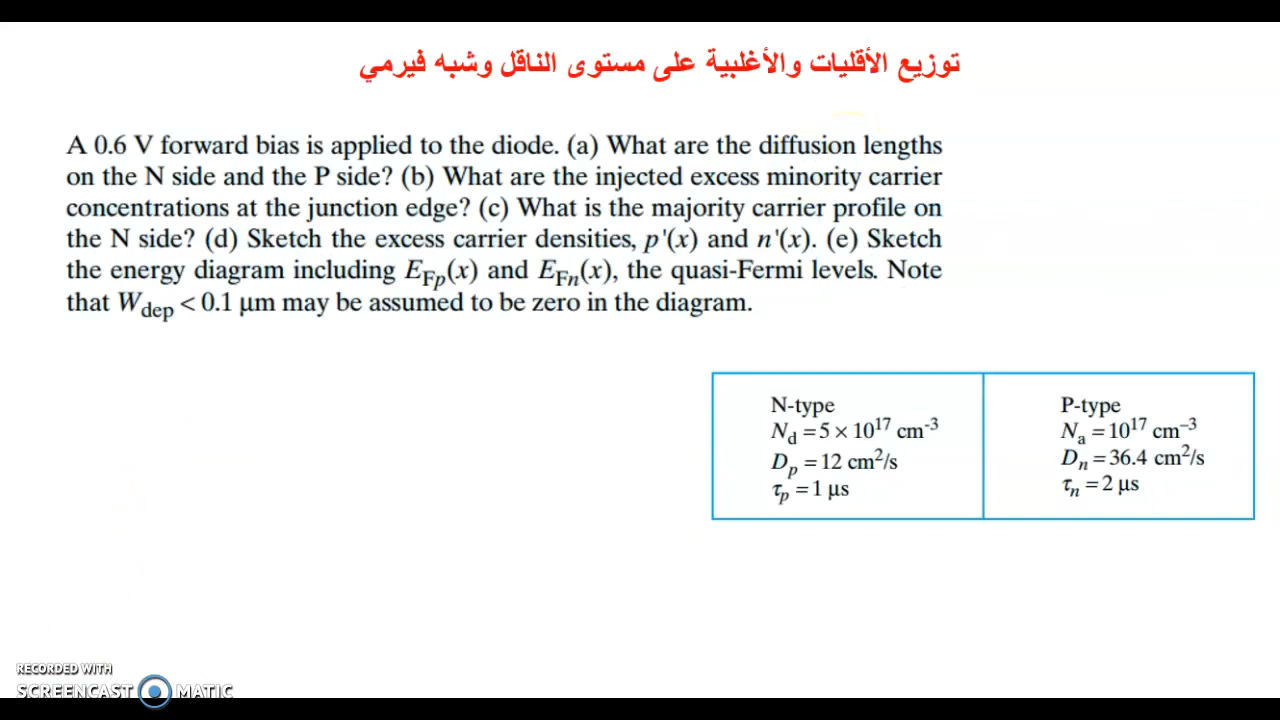 توزيع الأقليات والأغلبية على مستوى الناقل وشبه فيرمي
A 0.6 V forward bias is applied to the diode. (a) What are the diffusion lengths
on the N side and the P side? (b) What are the injected excess minority carrier
concentrations at the junction edge? (c) What is the majority carrier profile on
the N side? (d) Sketch the excess carrier densities, p'(x) and n'(x). (e) Sketch
the energy diagram including E_Fp(x) and E_Fn(x), the quasi-Fermi levels. Note
that W_dep < 0.1 μm may be assumed to be zero in the diagram.
N-type
N_d = 5 × 10^17 cm^-3
D_p = 12 cm²/s
τ_p = 1 μs
P-type
N_a = 10^17 cm^–3
D_n = 36.4 cm²/s
τ_n = 2 μs
RECORDED WITH
SCREENCAST MATIC